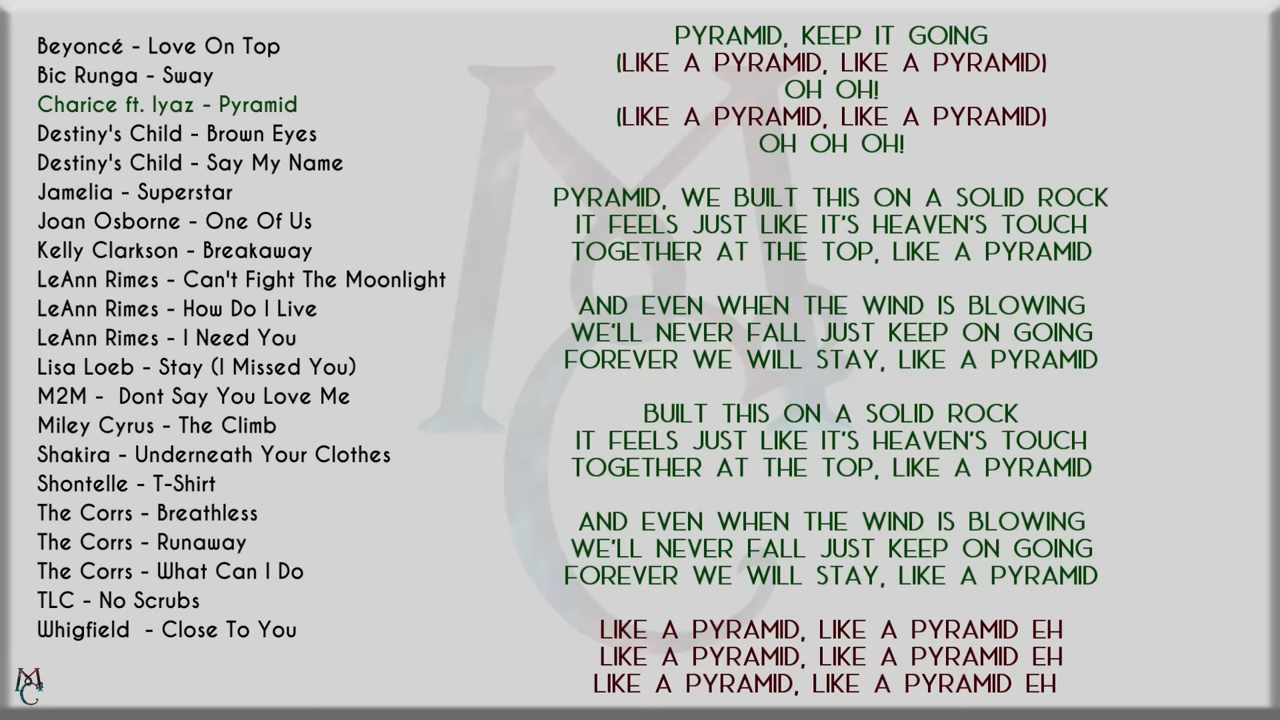 Beyoncé - Love On Top
Bic Runga - Sway
Charice ft. Iyaz - Pyramid
Destiny's Child - Brown Eyes
Destiny's Child - Say My Name
Jamelia - Superstar
Joan Osborne - One Of Us
Kelly Clarkson - Breakaway
LeAnn Rimes - Can't Fight The Moonlight
LeAnn Rimes - How Do I Live
LeAnn Rimes - I Need You
Lisa Loeb - Stay (I Missed You)
M2M -  Dont Say You Love Me
Miley Cyrus - The Climb
Shakira - Underneath Your Clothes
Shontelle - T-Shirt
The Corrs - Breathless
The Corrs - Runaway
The Corrs - What Can I Do
TLC - No Scrubs
Whigfield  - Close To You
MC
PYRAMID, KEEP IT GOING
(LIKE A PYRAMID, LIKE A PYRAMID)
OH OH!
(LIKE A PYRAMID, LIKE A PYRAMID)
OH OH OH!
PYRAMID, WE BUILT THIS ON A SOLID ROCK
IT FEELS JUST LIKE IT'S HEAVEN'S TOUCH
TOGETHER AT THE TOP, LIKE A PYRAMID
AND EVEN WHEN THE WIND IS BLOWING
WE'LL NEVER FALL JUST KEEP ON GOING
FOREVER WE WILL STAY, LIKE A PYRAMID
BUILT THIS ON A SOLID ROCK
IT FEELS JUST LIKE IT'S HEAVEN'S TOUCH
TOGETHER AT THE TOP, LIKE A PYRAMID
AND EVEN WHEN THE WIND IS BLOWING
WE'LL NEVER FALL JUST KEEP ON GOING
FOREVER WE WILL STAY, LIKE A PYRAMID
LIKE A PYRAMID, LIKE A PYRAMID EH
LIKE A PYRAMID, LIKE A PYRAMID EH
LIKE A PYRAMID, LIKE A PYRAMID EH